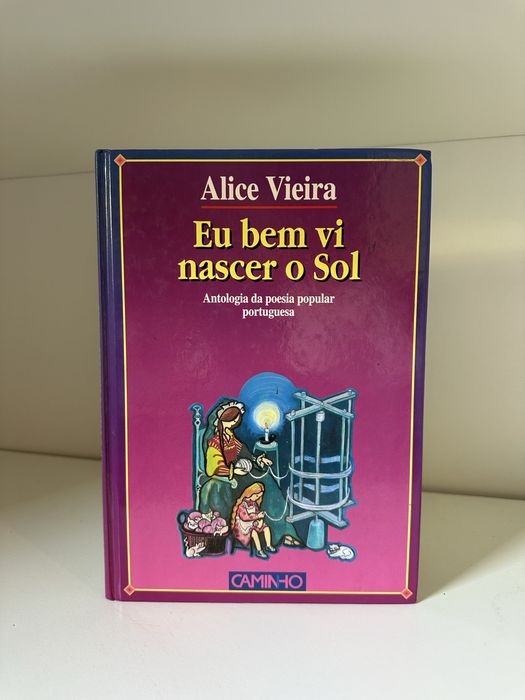 Alice Vieira
Eu bem vi
nascer o Sol
Antologia da poesia popular
portuguesa
CAMINHO